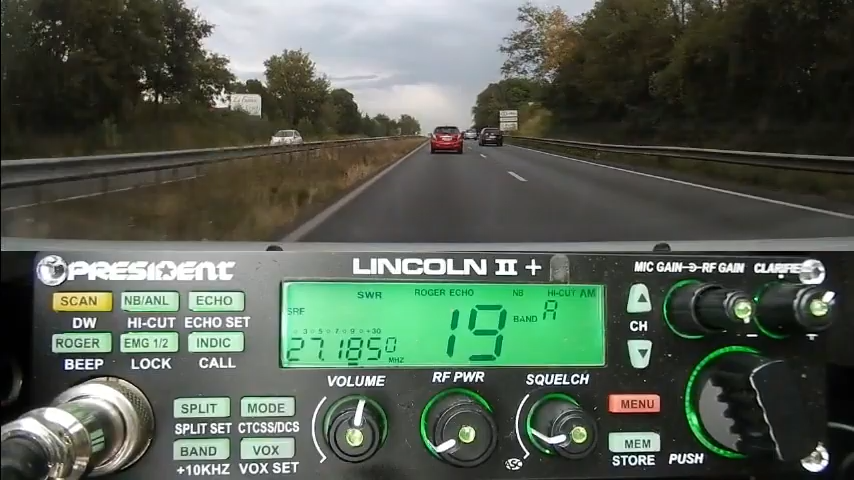 PRESIDENT
LINCOLN II +
MIC GAIN RF GAIN CLARIFIER
SCAN NB/ANL ECHO
DW HI-CUT ECHO SET
ROGER EMG 1/2 INDIC
BEEP LOCK CALL
SWR ROGER ECHO NB HI-CUT AM
SRF
19 BAND A
27.1850 MHZ
CH
VOLUME RF PWR SQUELCH
SPLIT MODE
SPLIT SET CTCSS/DCS
BAND VOX
+10KHZ VOX SET
ASC
MENU
MEM
STORE
PUSH
- +